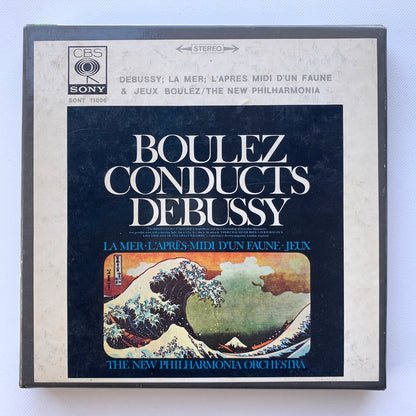 CBS
SONY
SONT 11006
STEREO
DEBUSSY; LA MER; L'APRES MIDI D'UN FAUNE
& JEUX BOULEZ/THE NEW PHILHARMONIA
BOULEZ
CONDUCTS
DEBUSSY
LA MER·L'APRÈS-MIDI D'UN FAUNE·JEUX
THE NEW PHILHARMONIA ORCHESTRA